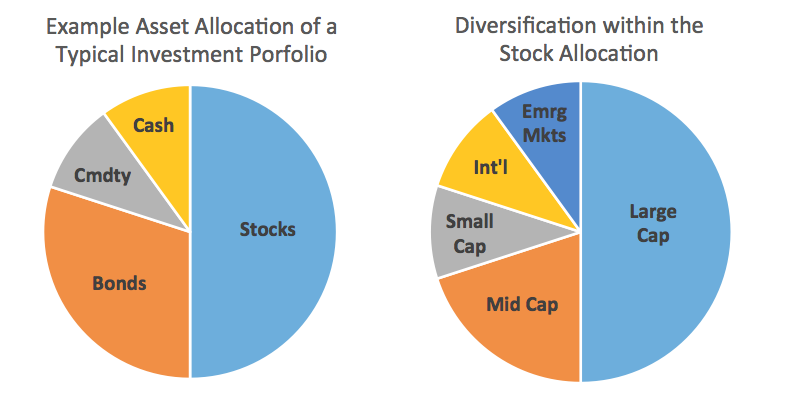 Example Asset Allocation of a
Typical Investment Porfolio
Cash
Cmdty
Stocks
Bonds
Diversification within the
Stock Allocation
Emrg
Mkts
Int'l
Large
Cap
Small
Cap
Mid Cap